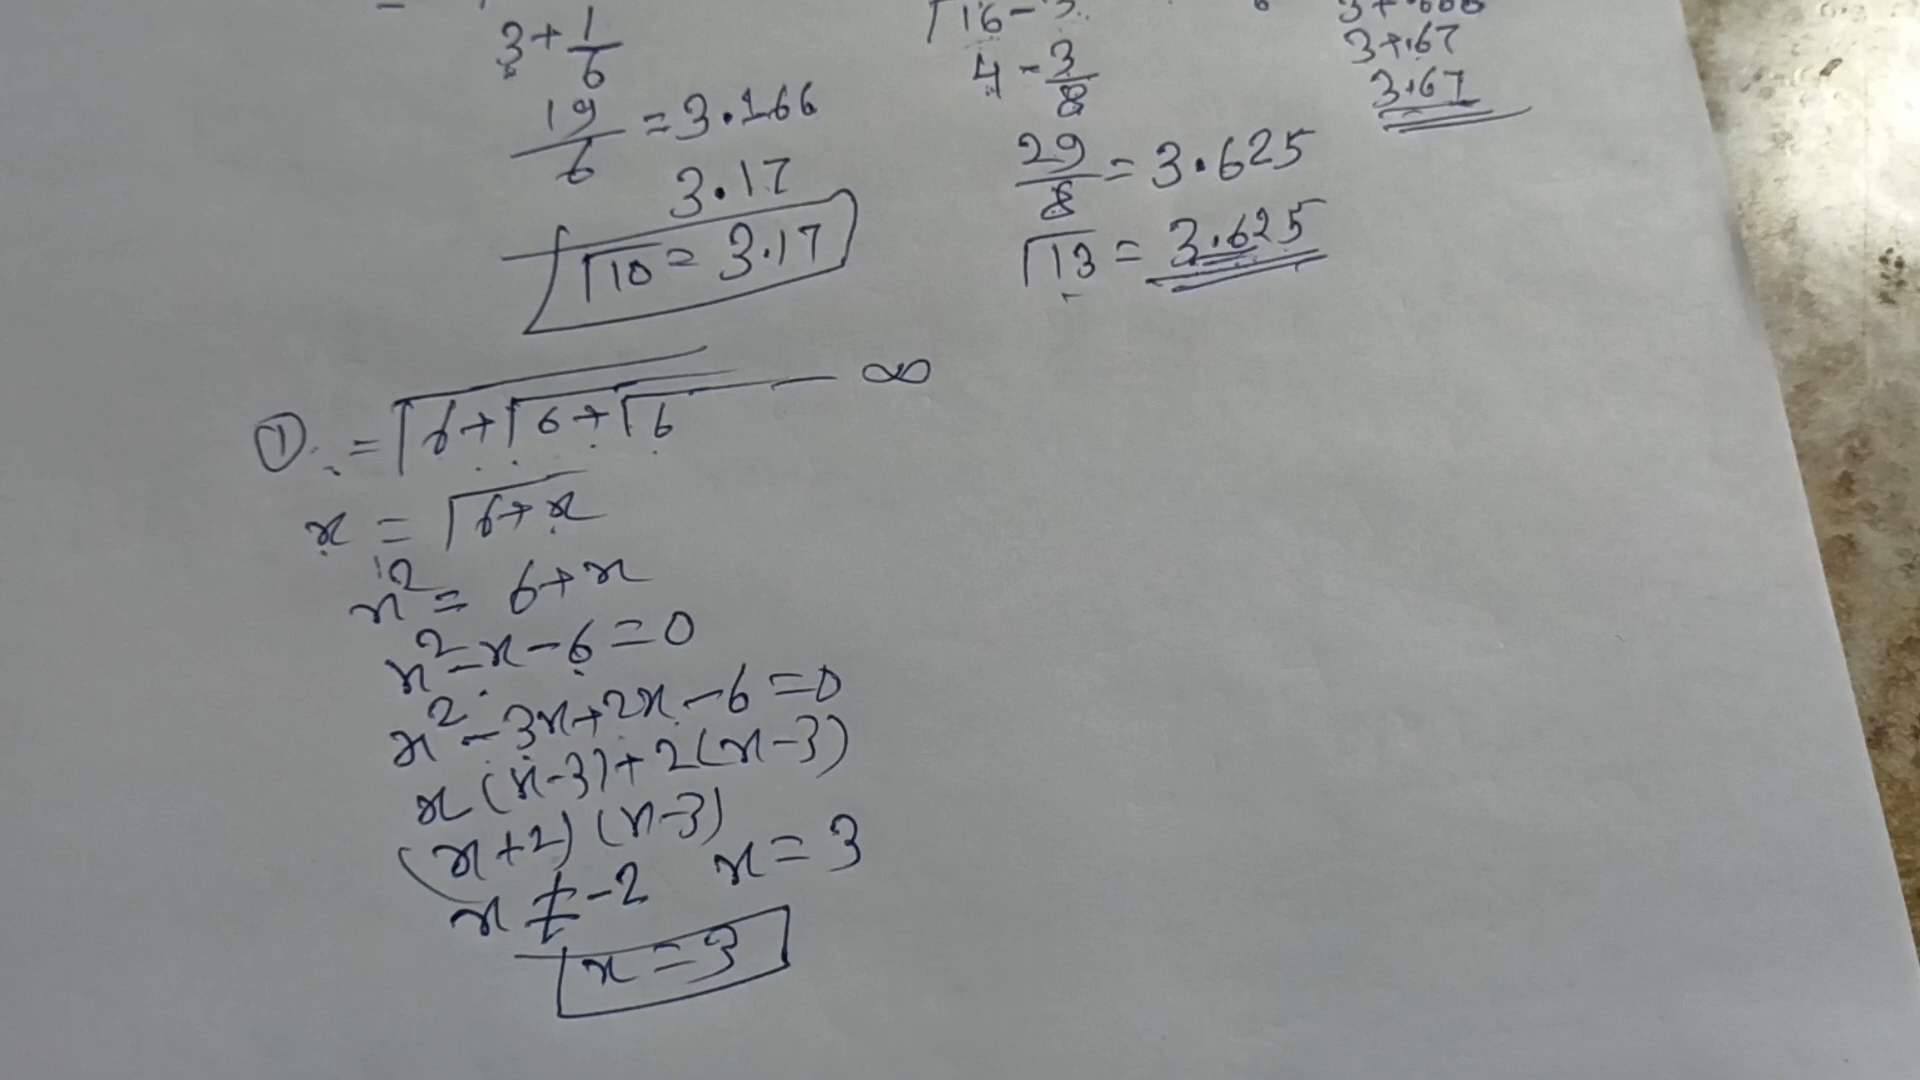 3+1/6
19/6 = 3.166
3.17
√10 = 3.17
√16-3
4-3/8
29/8 = 3.625
√13 = 3.625
3+.67
3.67
① = √6+√6+√6 — ∞
x = √6+x
x² = 6+x
x²-x-6=0
x²-3x+2x-6=0
x(x-3)+2(x-3)
(x+2)(x-3)
x≠-2 x=3
x=3